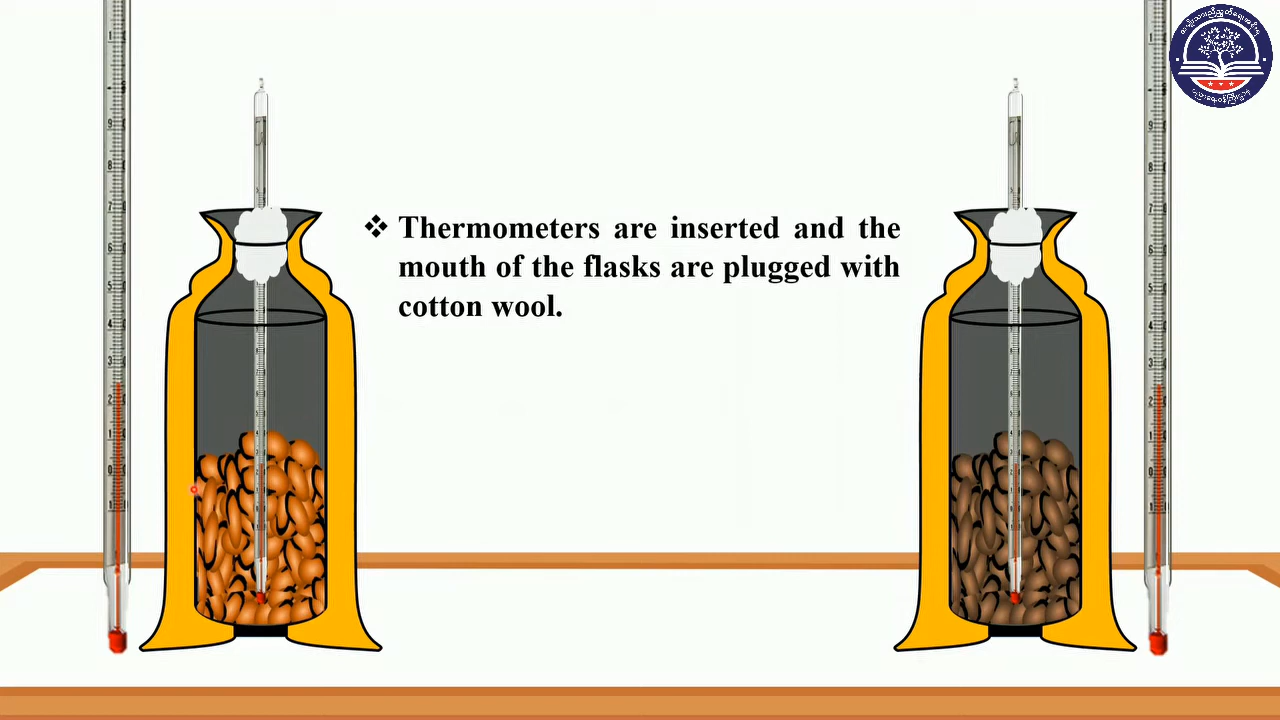 ❖ Thermometers are inserted and the
mouth of the flasks are plugged with
cotton wool.